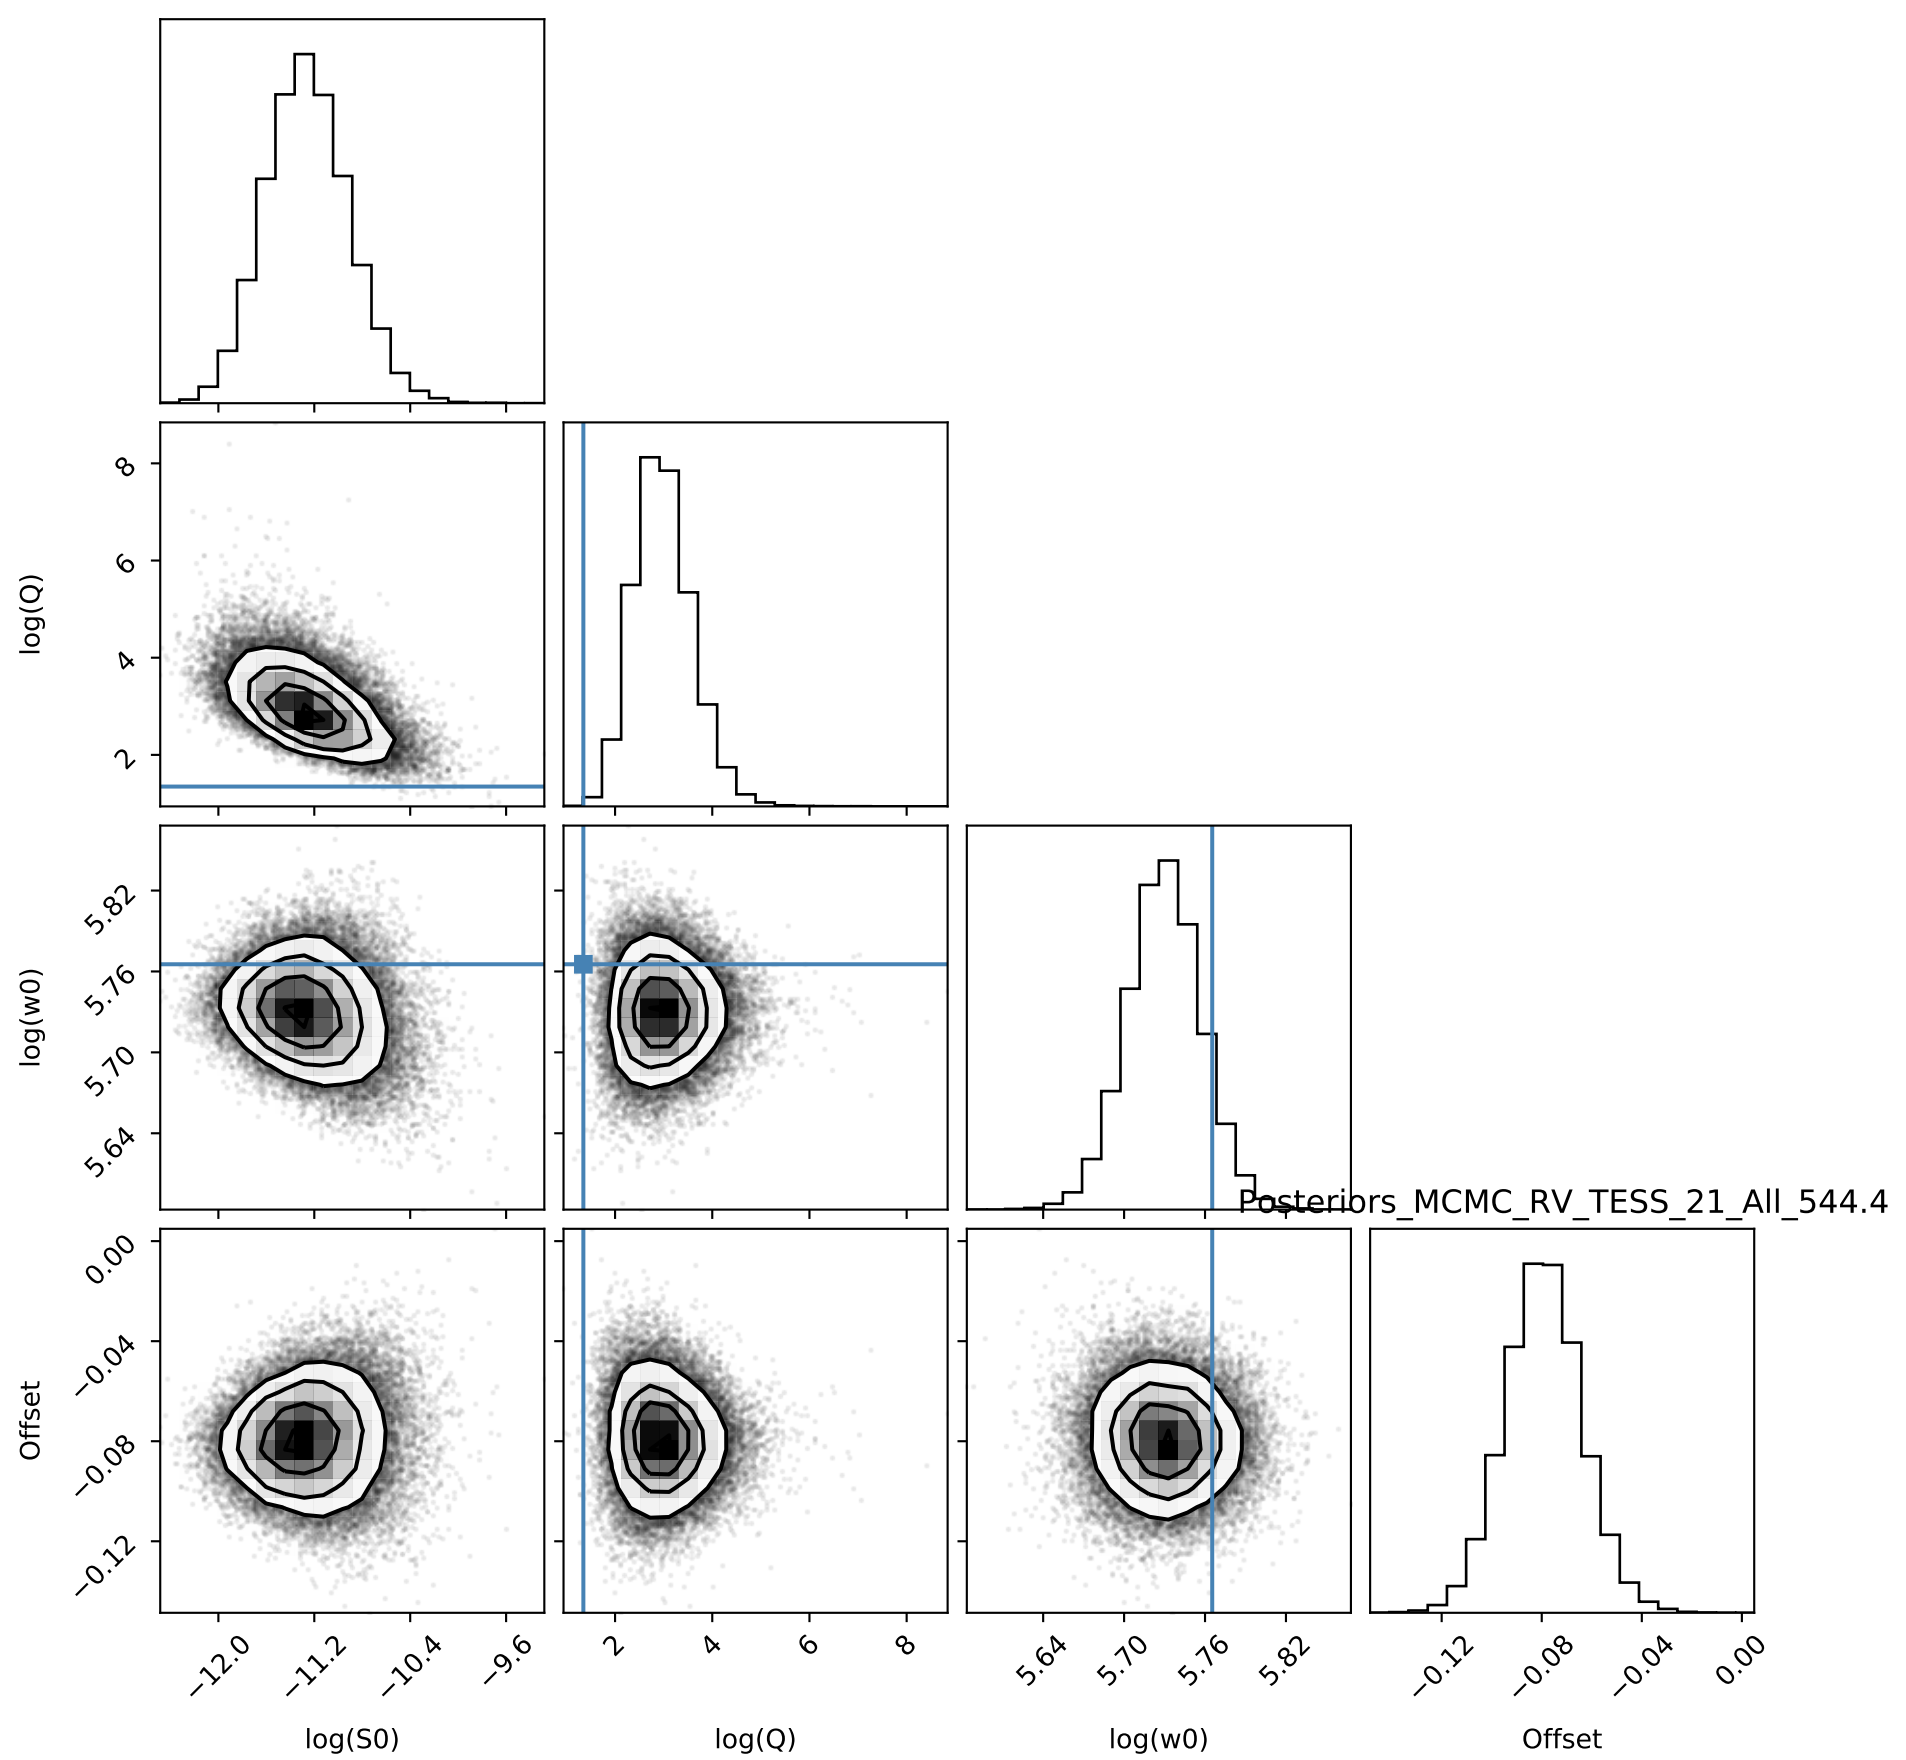 8
6
4
2
log(Q)
5.82
5.76
5.70
5.64
log(w0)
Posteriors_MCMC_RV_TESS_21_All_544.4
0.00
−0.04
−0.08
−0.12
Offset
−12.0 −11.2 −10.4 −9.6 2 4 6 8 5.64 5.70 5.76 5.82 −0.12 −0.08 −0.04 0.00
log(S0) log(Q) log(w0) Offset